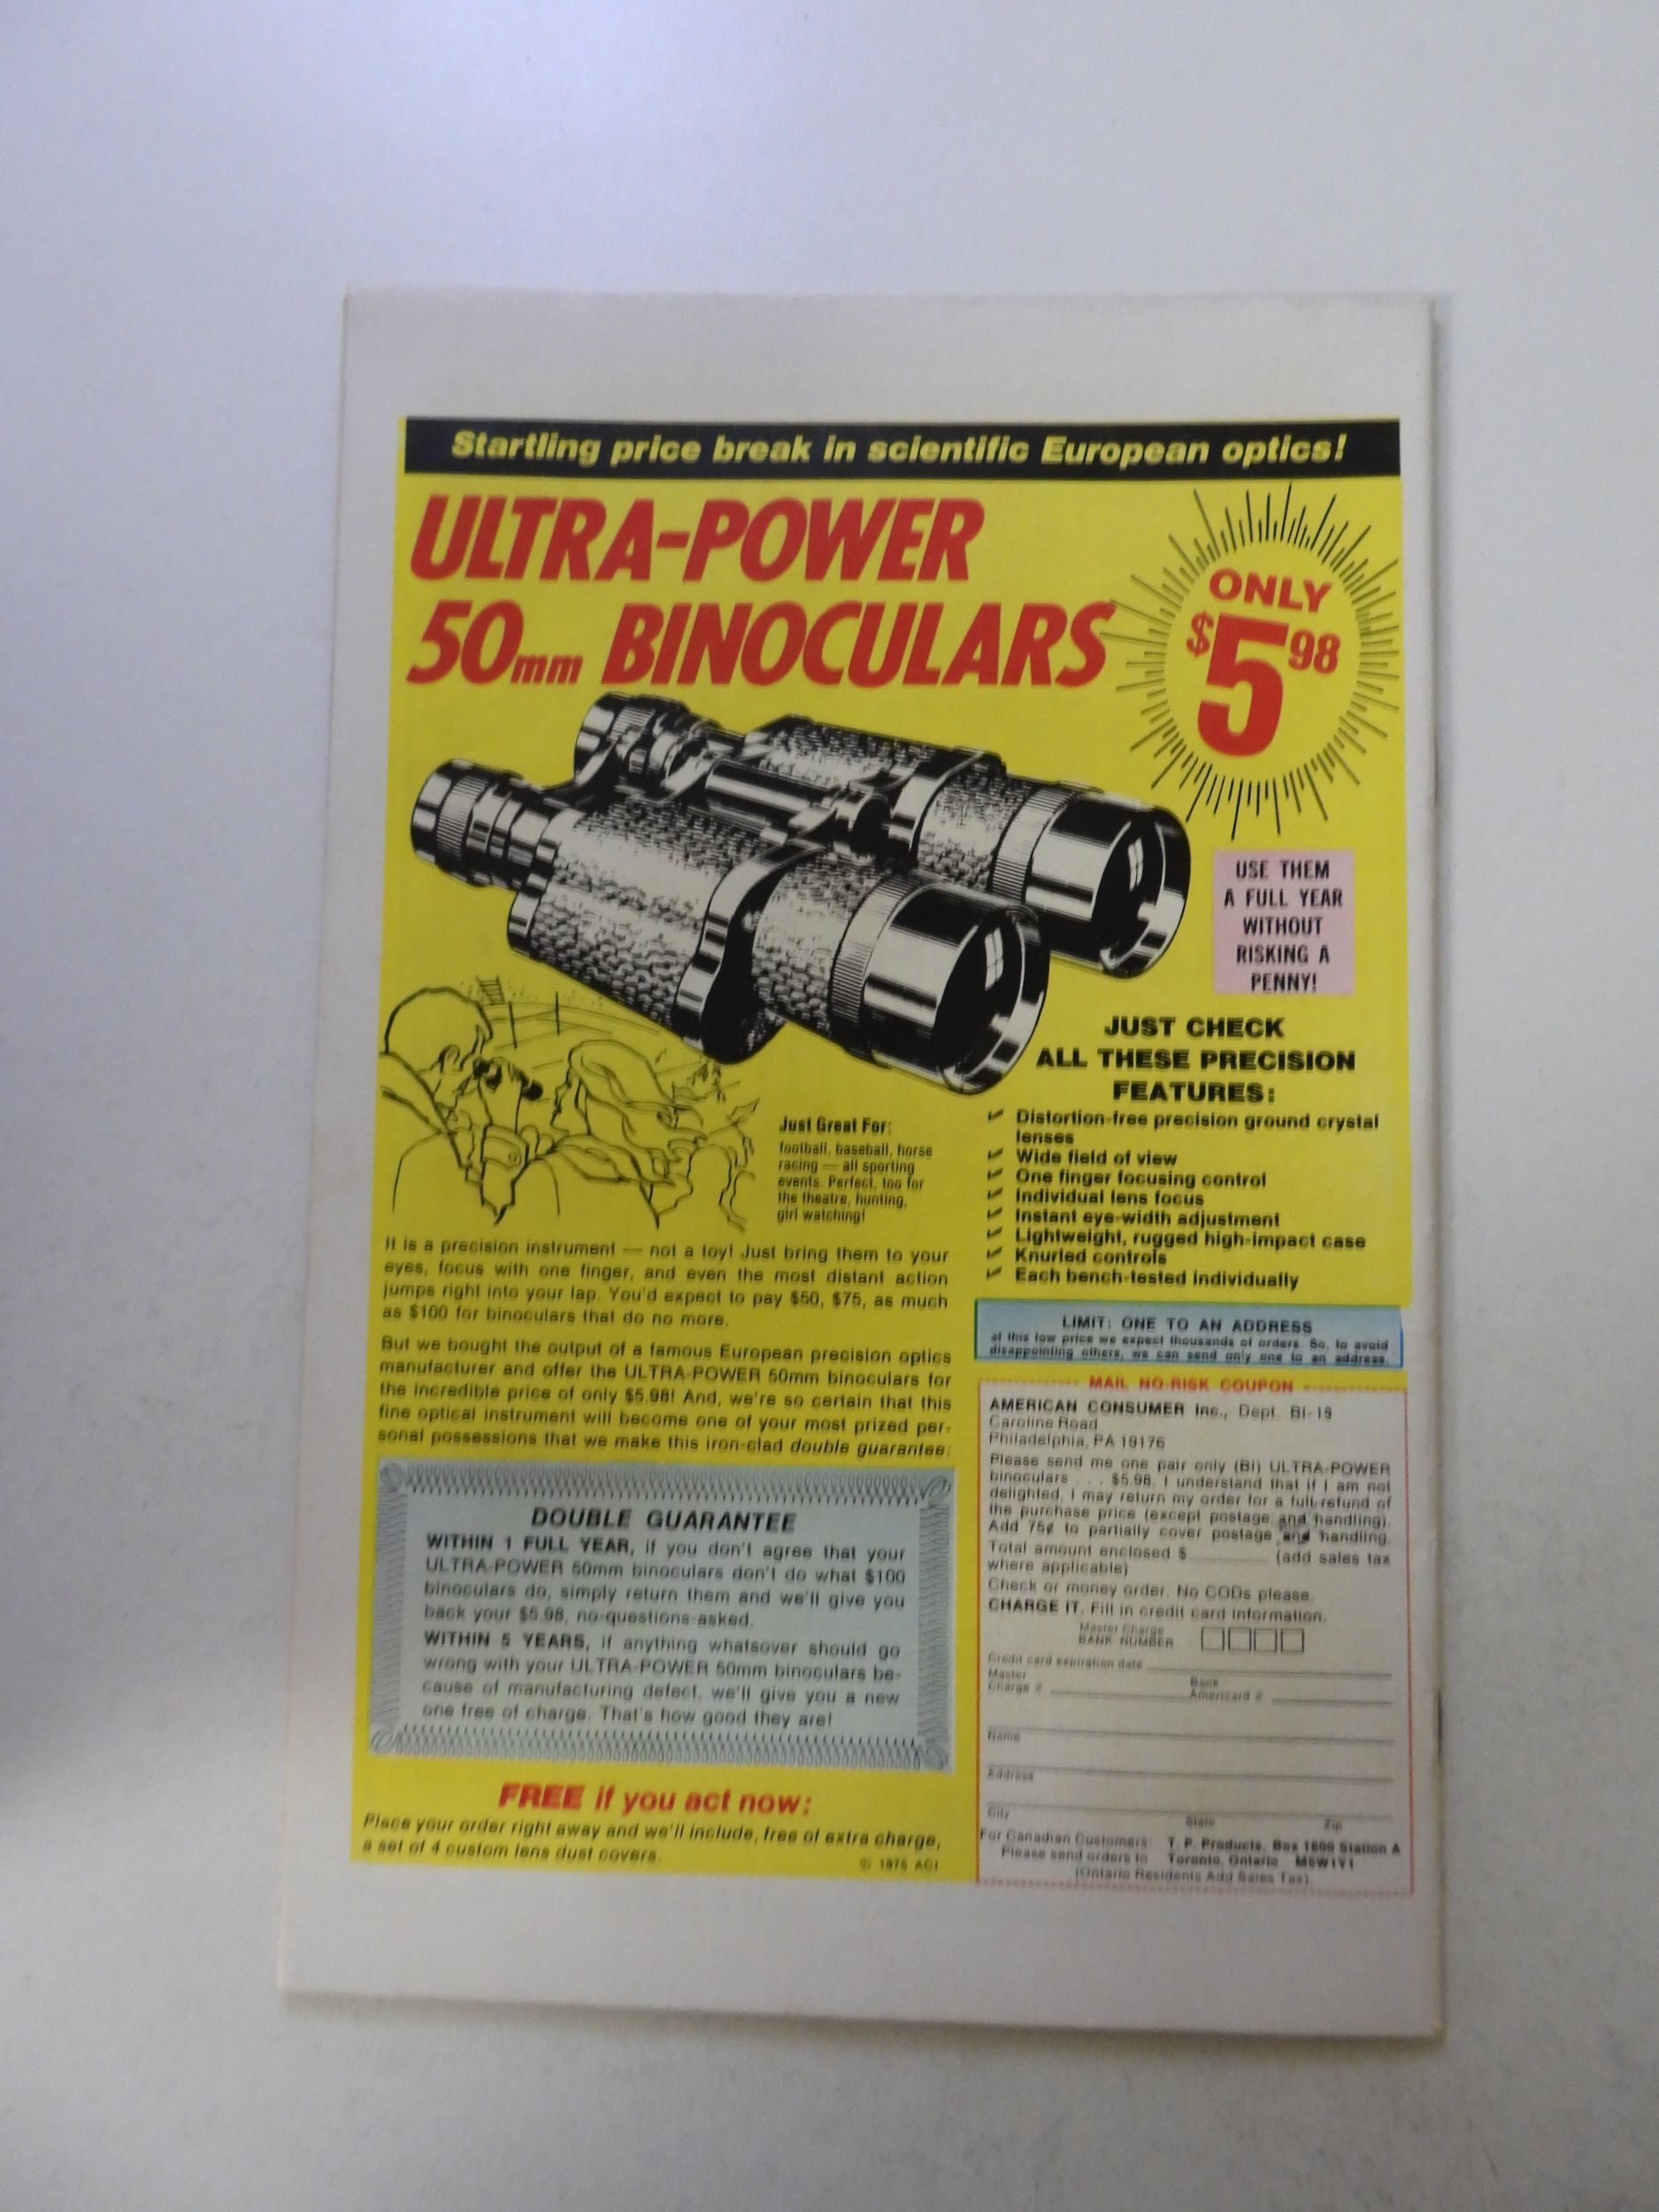 Startling price break in scientific European optics!
ULTRA-POWER
50mm BINOCULARS
ONLY
$5 98
USE THEM
A FULL YEAR
WITHOUT
RISKING A
PENNY!
JUST CHECK
ALL THESE PRECISION
FEATURES:
✔ Distortion-free precision ground crystal
lenses
✔ Wide field of view
✔ One finger focusing control
✔ Individual lens focus
✔ Instant eye-width adjustment
✔ Lightweight, rugged high-impact case
✔ Knurled controls
✔ Each bench-tested individually
Just Great For:
football, baseball, horse
racing — all sporting
events. Perfect, too for
the theatre, hunting,
girl watching!
It is a precision instrument — not a toy! Just bring them to your
eyes, focus with one finger, and even the most distant action
jumps right into your lap. You'd expect to pay $50, $75, as much
as $100 for binoculars that do no more.
But we bought the output of a famous European precision optics
manufacturer and offer the ULTRA-POWER 50mm binoculars for
the incredible price of only $5.98! And, we're so certain that this
fine optical instrument will become one of your most prized per-
sonal possessions that we make this iron-clad double guarantee:
DOUBLE GUARANTEE
WITHIN 1 FULL YEAR, if you don't agree that your
ULTRA-POWER 50mm binoculars don't do what $100
binoculars do, simply return them and we'll give you
back your $5.98, no-questions-asked.
WITHIN 5 YEARS, if anything whatsover should go
wrong with your ULTRA-POWER 50mm binoculars be-
cause of manufacturing defect, we'll give you a new
one free of charge. That's how good they are!
FREE if you act now:
Place your order right away and we'll include, free of extra charge,
a set of 4 custom lens dust covers.
© 1976 ACI
LIMIT: ONE TO AN ADDRESS
at this low price we expect thousands of orders. So, to avoid
disappointing others, we can send only one to an address.
MAIL NO-RISK COUPON
AMERICAN CONSUMER Inc., Dept. BI-19
Caroline Road
Philadelphia, PA 19176
Please send me one pair only (BI) ULTRA-POWER
binoculars . . . $5.98. I understand that if I am not
delighted, I may return my order for a full refund of
the purchase price (except postage and handling).
Add 75¢ to partially cover postage and handling.
Total amount enclosed $ (add sales tax
where applicable)
Check or money order. No CODs please.
CHARGE IT. Fill in credit card information.
Master Charge
BANK NUMBER
Credit card expiration date
Master
Charge #
Bank
Americard #
Name
Address
City State Zip
For Canadian Customers: T. P. Products, Box 1600 Station A
Please send orders to Toronto, Ontario M5W1Y1
(Ontario Residents Add Sales Tax)